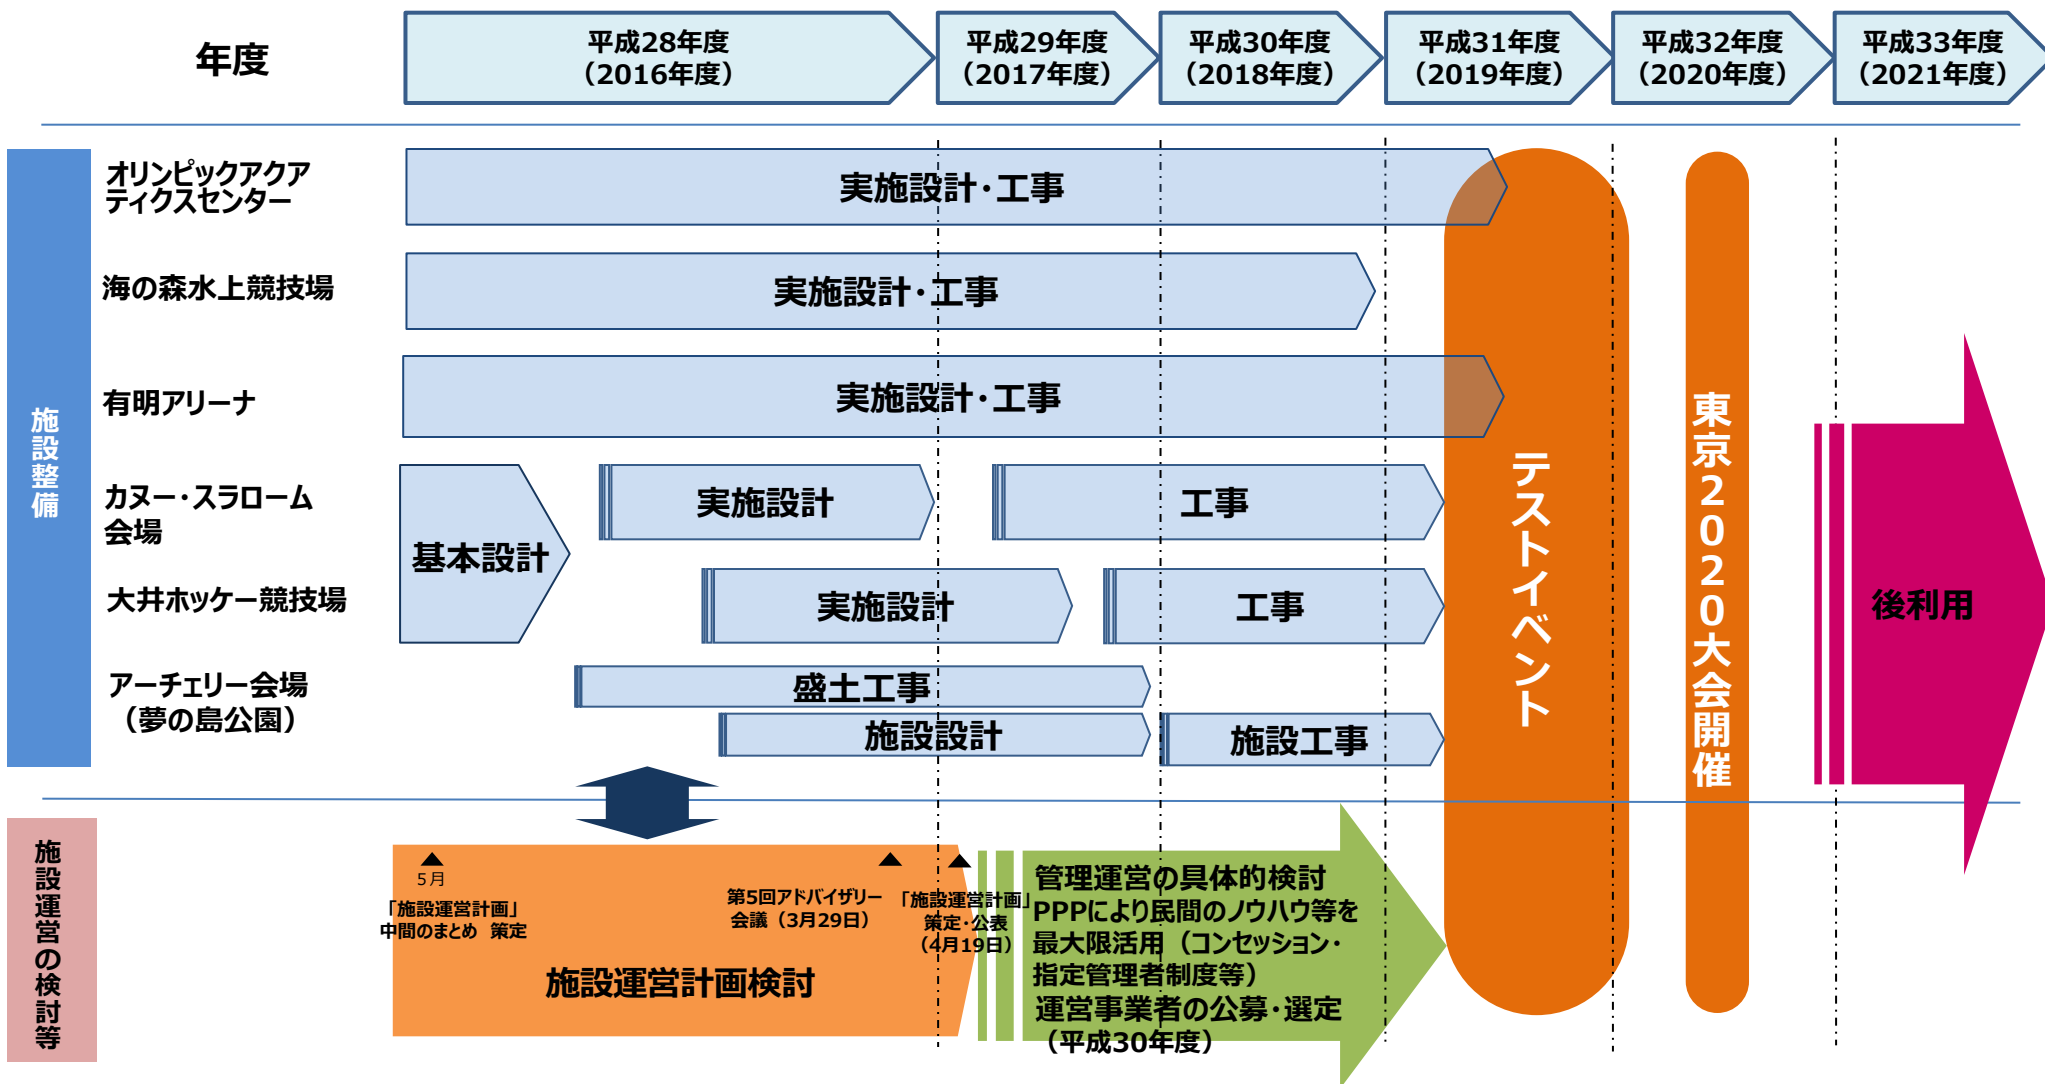 年度
平成28年度
（2016年度）
平成29年度
（2017年度）
平成30年度
（2018年度）
平成31年度
（2019年度）
平成32年度
（2020年度）
平成33年度
（2021年度）
施設整備
オリンピックアクア
ティクスセンター
実施設計・工事
海の森水上競技場
実施設計・工事
有明アリーナ
実施設計・工事
カヌー・スラローム
会場
基本設計
実施設計
工事
大井ホッケー競技場
実施設計
工事
アーチェリー会場
（夢の島公園）
盛土工事
施設設計
施設工事
テストイベント
東京２０２０大会開催
後利用
施設運営の検討等
５月
「施設運営計画」
中間のまとめ 策定
第5回アドバイザリー
会議（3月29日）
「施設運営計画」
策定・公表
（4月19日）
施設運営計画検討
管理運営の具体的検討
PPPにより民間のノウハウ等を
最大限活用（コンセッション・
指定管理者制度等）
運営事業者の公募・選定
（平成30年度）